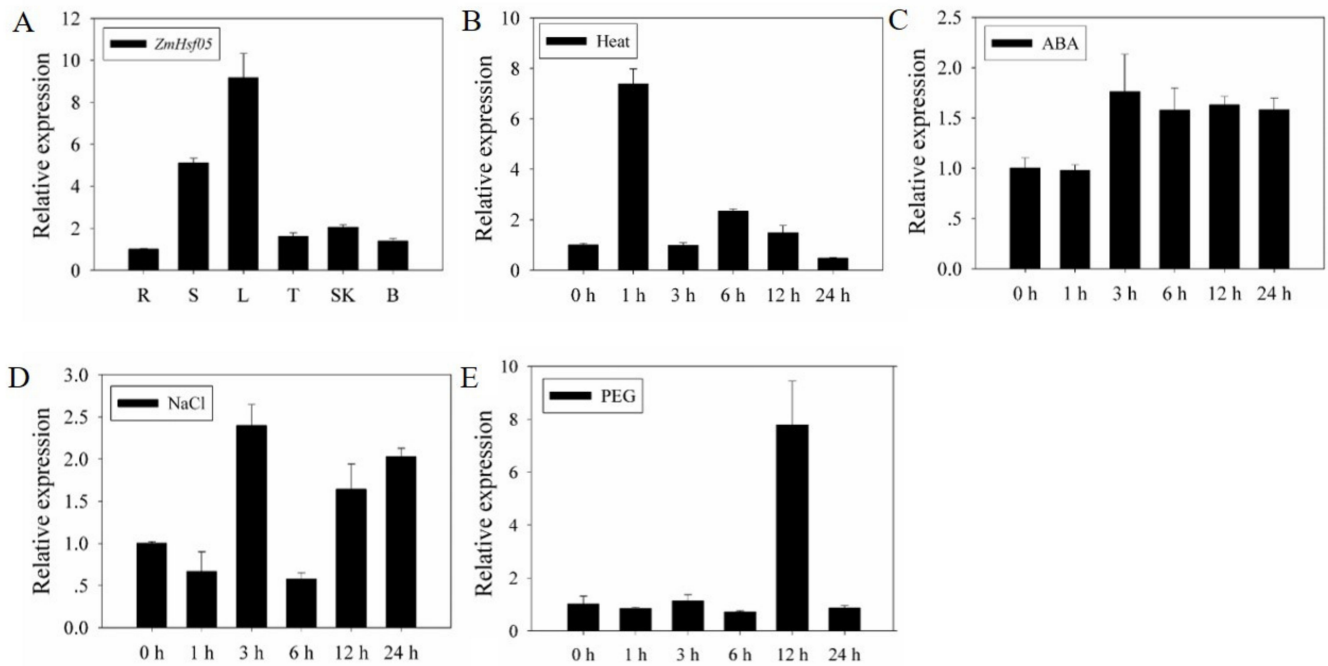 A
ZmHsf05
Relative expression
12
10
8
6
4
2
0
R S L T SK B
B
Heat
Relative expression
10
8
6
4
2
0
0 h 1 h 3 h 6 h 12 h 24 h
C
ABA
Relative expression
2.5
2.0
1.5
1.0
.5
0.0
0 h 1 h 3 h 6 h 12 h 24 h
D
NaCl
Relative expression
3.0
2.5
2.0
1.5
1.0
.5
0.0
0 h 1 h 3 h 6 h 12 h 24 h
E
PEG
Relative expression
10
8
6
4
2
0
0 h 1 h 3 h 6 h 12 h 24 h